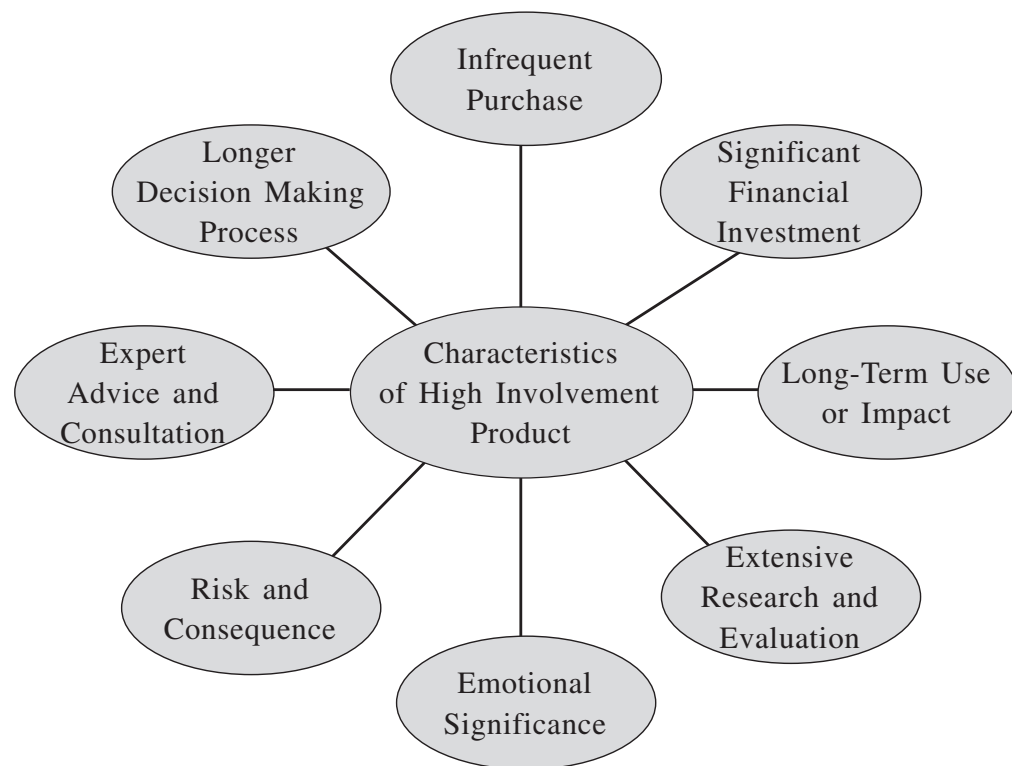 Infrequent
Purchase
Significant
Financial
Investment
Longer
Decision Making
Process
Characteristics
of High Involvement
Product
Expert
Advice and
Consultation
Long-Term Use
or Impact
Risk and
Consequence
Extensive
Research and
Evaluation
Emotional
Significance